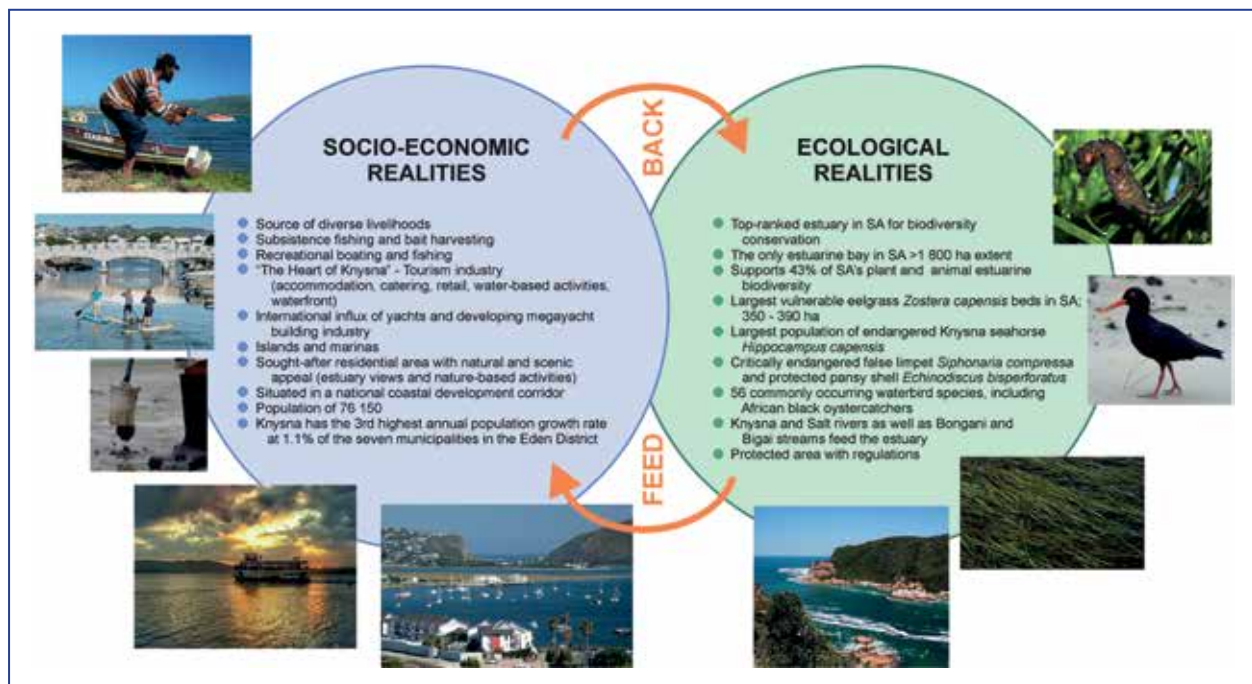 SOCIO-ECONOMIC
REALITIES
Source of diverse livelihoods
Subsistence fishing and bait harvesting
Recreational boating and fishing
"The Heart of Knysna" - Tourism industry
(accommodation, catering, retail, water-based activities,
waterfront)
International influx of yachts and developing megayacht
building industry
Islands and marinas
Sought-after residential area with natural and scenic
appeal (estuary views and nature-based activities)
Situated in a national coastal development corridor
Population of 76 150
Knysna has the 3rd highest annual population growth rate
at 1.1% of the seven municipalities in the Eden District
FEED
BACK
ECOLOGICAL
REALITIES
Top-ranked estuary in SA for biodiversity
conservation
The only estuarine bay in SA >1 800 ha extent
Supports 43% of SA's plant and animal estuarine
biodiversity
Largest vulnerable eelgrass Zostera capensis beds in SA;
350 - 390 ha
Largest population of endangered Knysna seahorse
Hippocampus capensis
Critically endangered false limpet Siphonaria compressa
and protected pansy shell Echinodiscus bisperforatus
56 commonly occurring waterbird species, including
African black oystercatchers
Knysna and Salt rivers as well as Bongani and
Bigai streams feed the estuary
Protected area with regulations